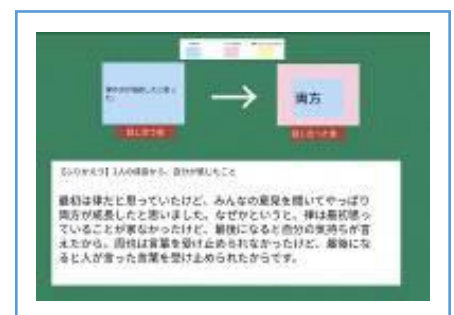 両方
【ふりかえり】2人の成長から、自分が感じたこと
最初は律だと思っていたけど、みんなの意見を聞いてやっぱり
両方が成長したと思いました。なぜかというと、律は最初思っ
ていることが言えなかったけど、最後になると自分の気持ちが言
えたから。周也は言葉を受け止められなかったけど、最後にな
ると人が言った言葉を受け止められたからです。